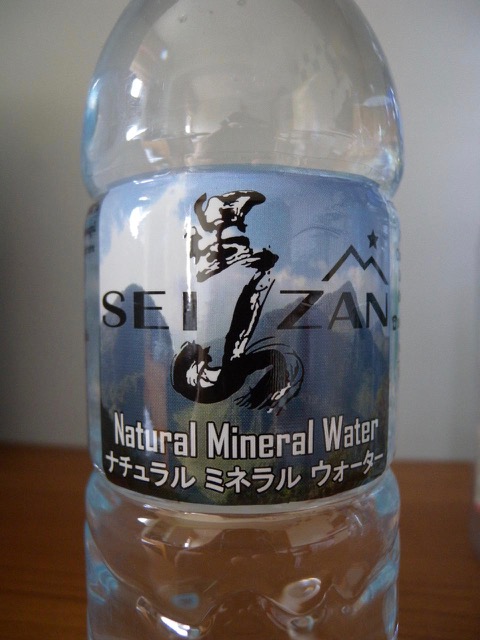 SEI ZAN
Natural Mineral Water
ナチュラル ミネラル ウォーター